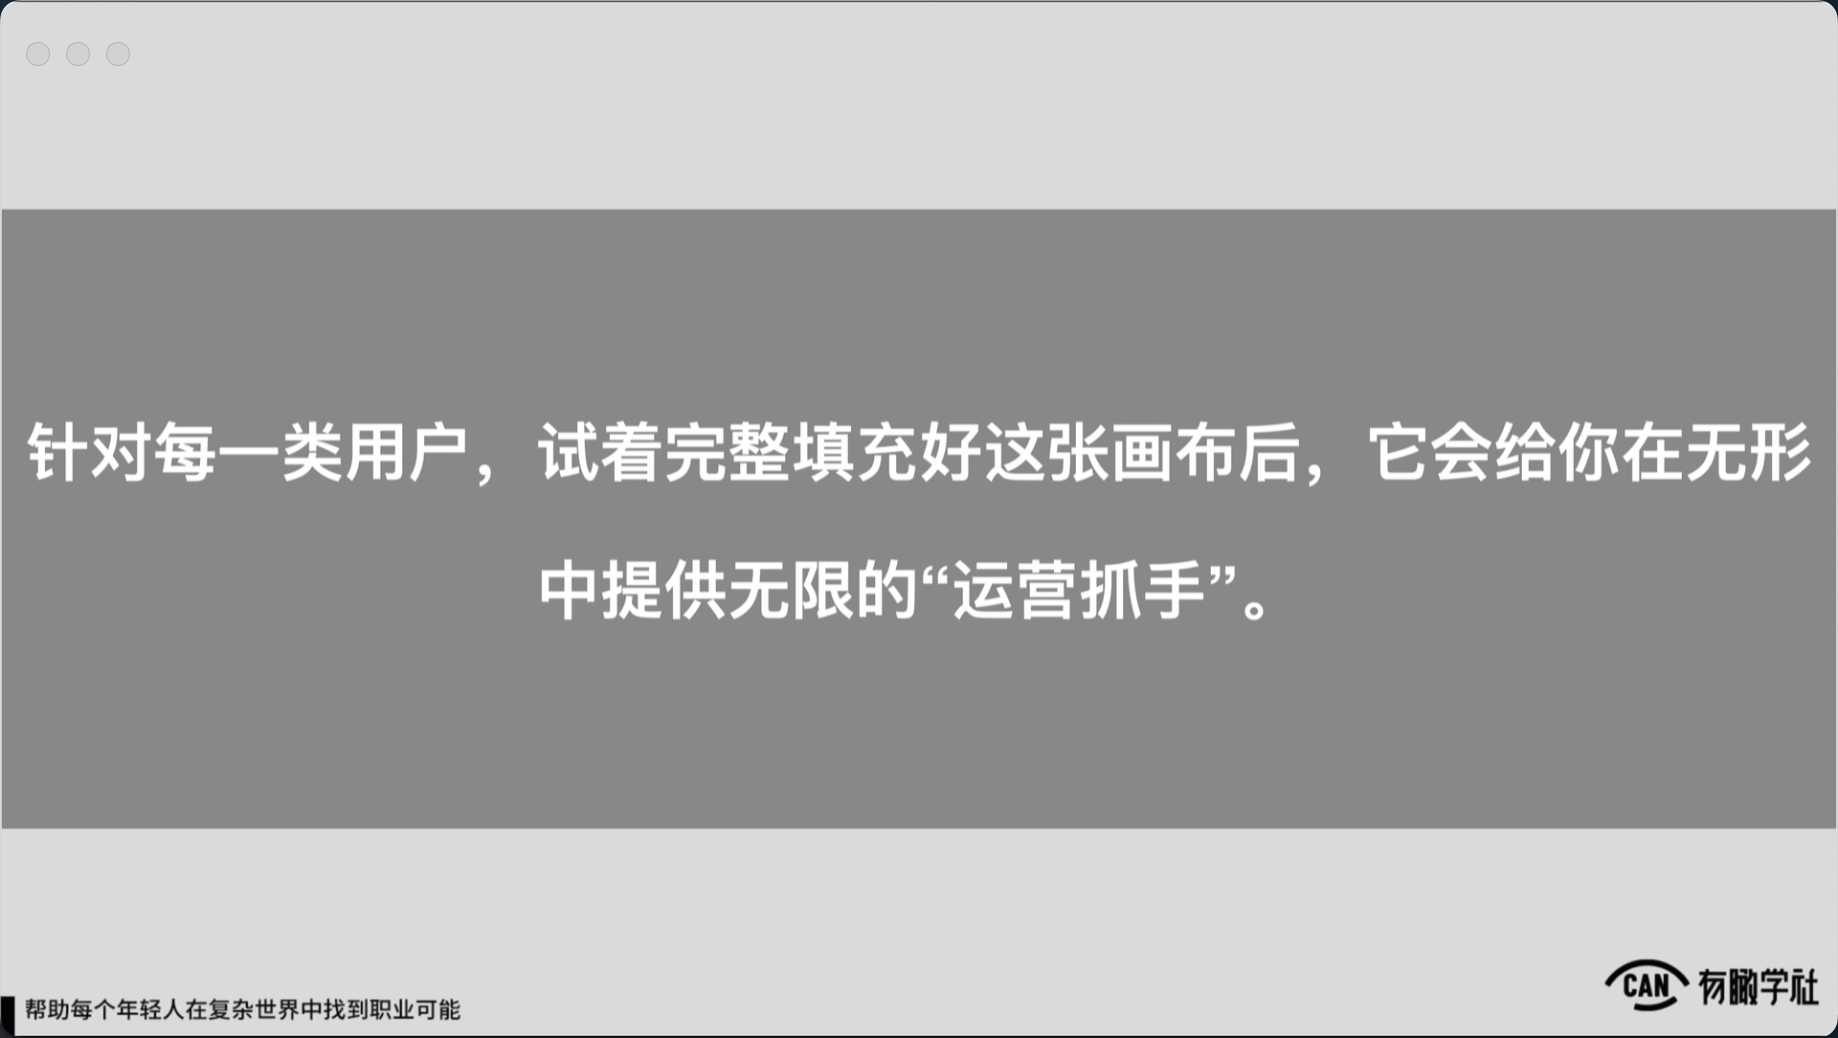 针对每一类用户，试着完整填充好这张画布后，它会给你在无形
中提供无限的“运营抓手”。
帮助每个年轻人在复杂世界中找到职业可能
CAN 有瞰学社